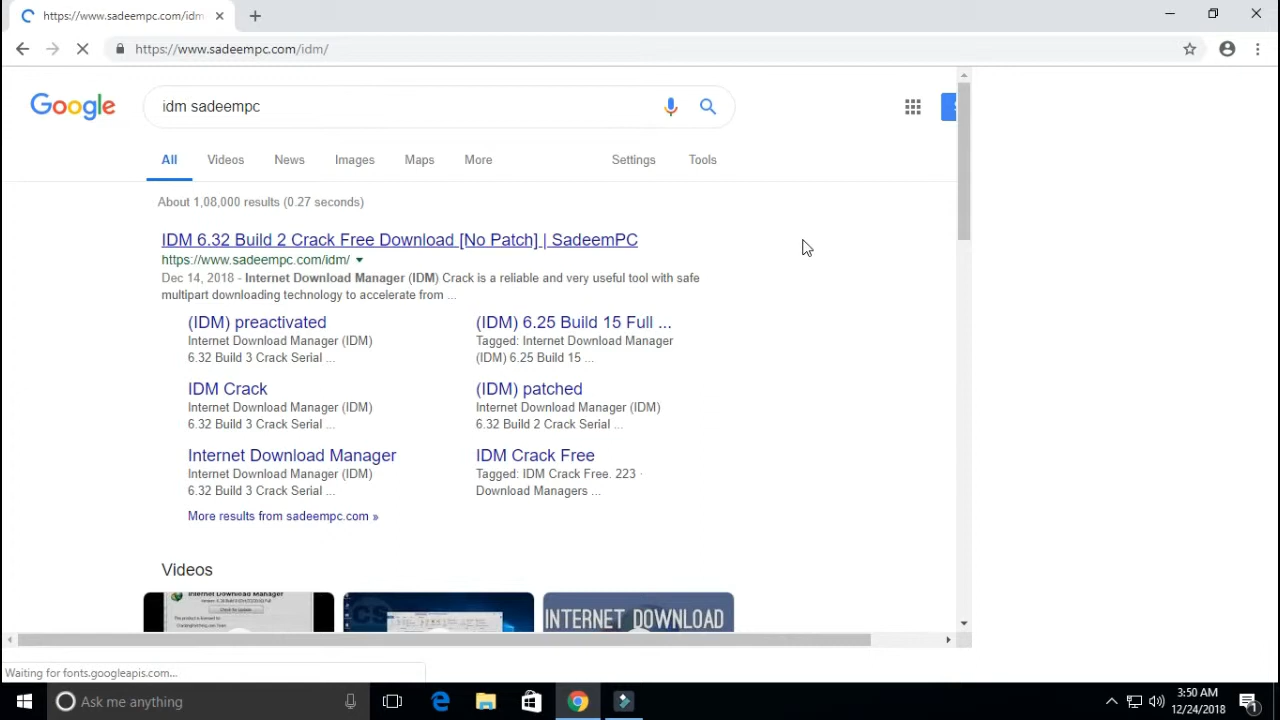 https://www.sadeempc.com/idm
https://www.sadeempc.com/idm/
Google
idm sadeempc
All Videos News Images Maps More Settings Tools
About 1,08,000 results (0.27 seconds)
IDM 6.32 Build 2 Crack Free Download [No Patch] | SadeemPC
https://www.sadeempc.com/idm/
Dec 14, 2018 - Internet Download Manager (IDM) Crack is a reliable and very useful tool with safe
multipart downloading technology to accelerate from ...
(IDM) preactivated
Internet Download Manager (IDM)
6.32 Build 3 Crack Serial ...
(IDM) 6.25 Build 15 Full ...
Tagged: Internet Download Manager
(IDM) 6.25 Build 15 ...
IDM Crack
Internet Download Manager (IDM)
6.32 Build 3 Crack Serial ...
(IDM) patched
Internet Download Manager (IDM)
6.32 Build 2 Crack Serial ...
Internet Download Manager
Internet Download Manager (IDM)
6.32 Build 3 Crack Serial ...
IDM Crack Free
Tagged: IDM Crack Free. 223 ·
Download Managers ...
More results from sadeempc.com »
Videos
Internet Download Manager
INTERNET DOWNLOAD
Waiting for fonts.googleapis.com...
Ask me anything
3:50 AM
12/24/2018
1